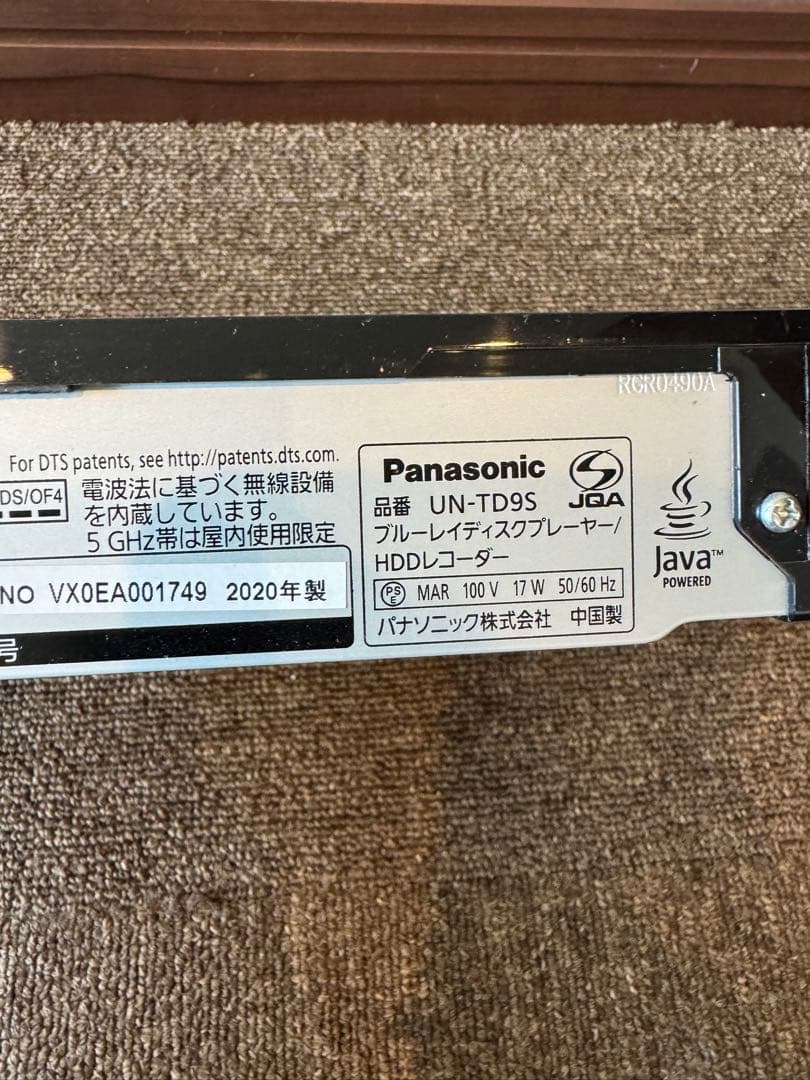 RGR0490A
For DTS patents, see http://patents.dts.com.
DS/OF4
電波法に基づく無線設備
を内蔵しています。
5 GHz帯は屋内使用限定
NO VX0EA001749 2020年製
号
Panasonic
JQA
品番 UN-TD9S
ブルーレイディスクプレーヤー/
HDDレコーダー
PSE MAR 100 V 17 W 50/60 Hz
パナソニック株式会社 中国製
Java™
POWERED